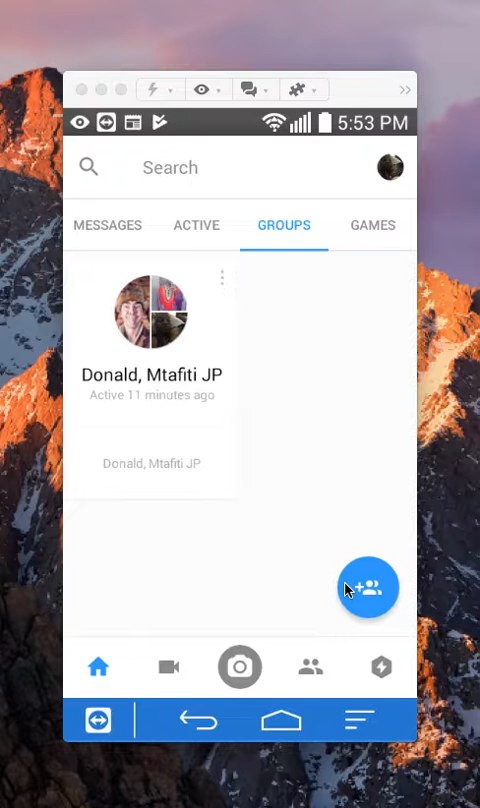 5:53 PM
Search
MESSAGES ACTIVE GROUPS GAMES
Donald, Mtafiti JP
Active 11 minutes ago
Donald, Mtafiti JP